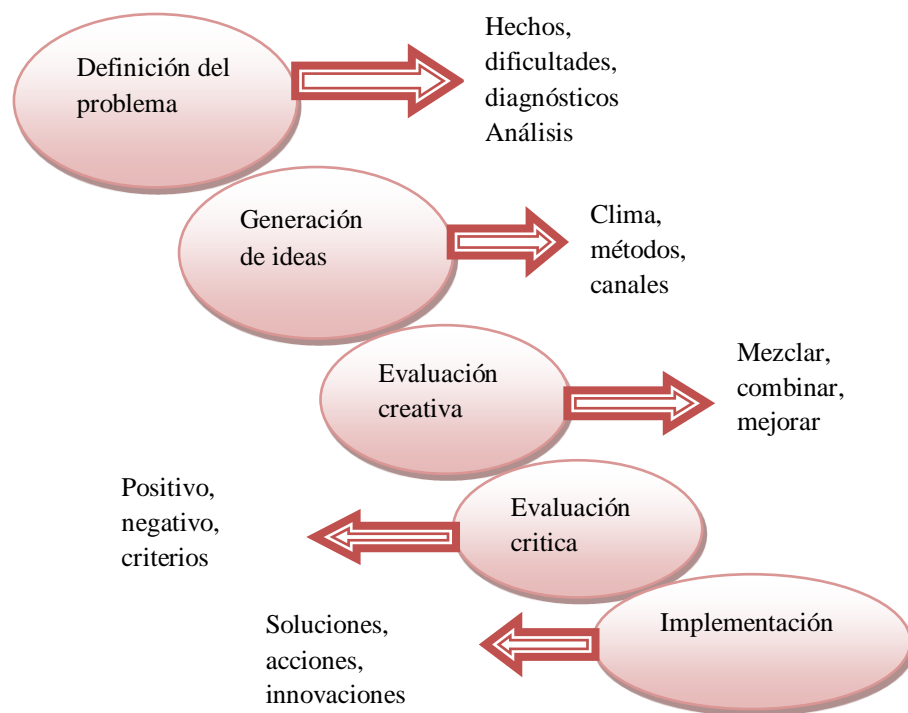 Definición del
problema
Hechos,
dificultades,
diagnósticos
Análisis
Generación
de ideas
Clima,
métodos,
canales
Evaluación
creativa
Mezclar,
combinar,
mejorar
Evaluación
critica
Positivo,
negativo,
criterios
Implementación
Soluciones,
acciones,
innovaciones